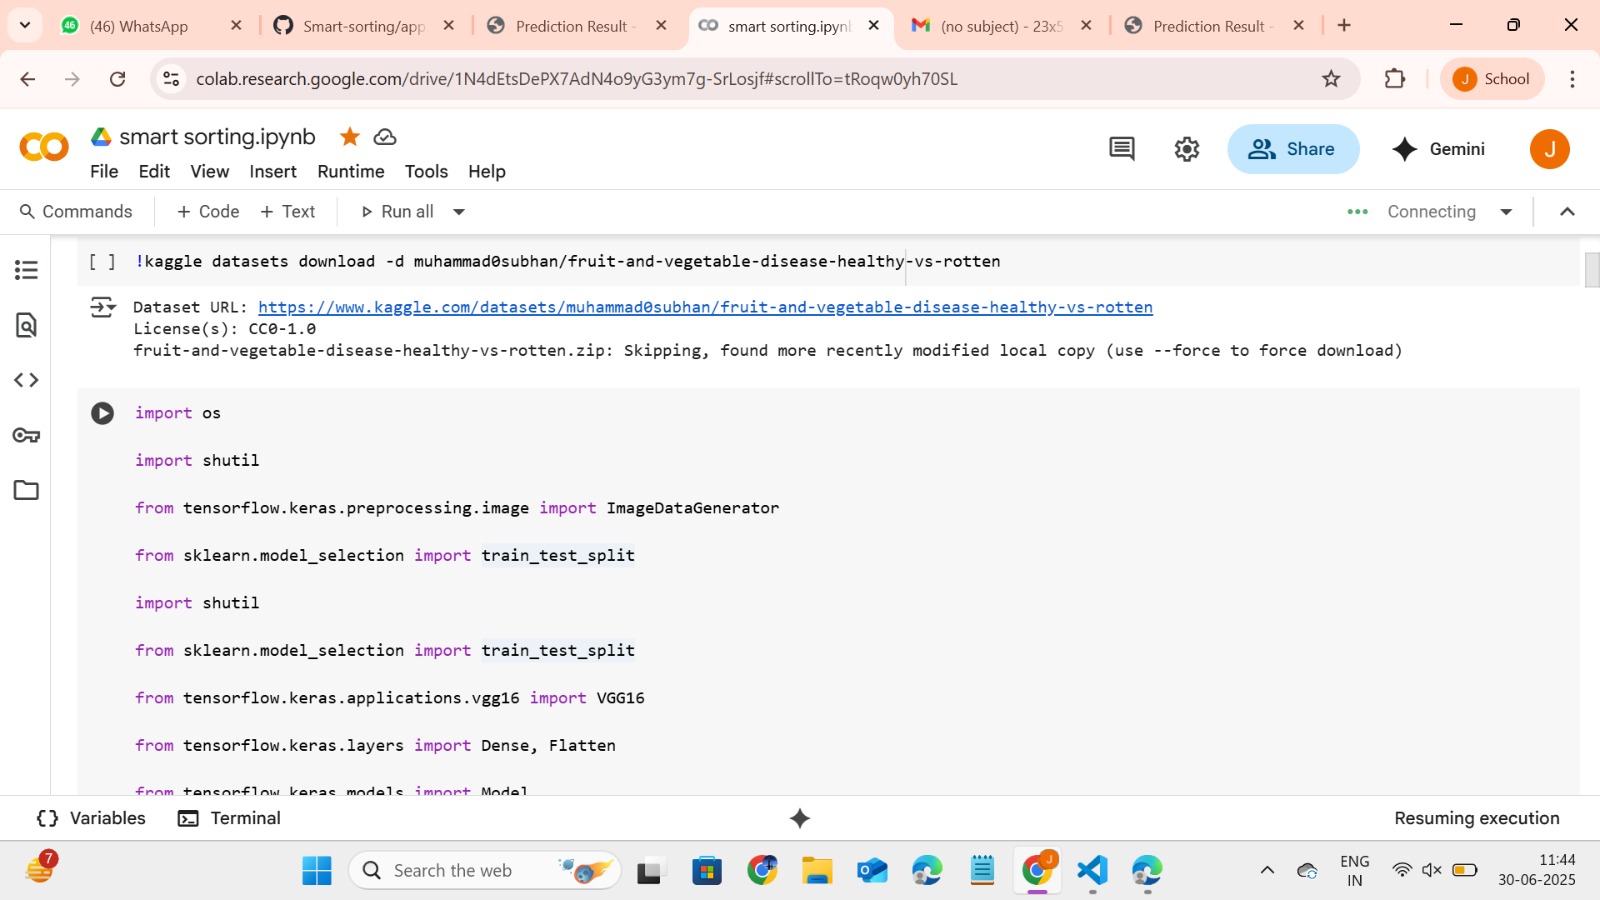 46 (46) WhatsApp
Smart-sorting/app
Prediction Result -
smart sorting.ipynb
(no subject) - 23x5
Prediction Result -
colab.research.google.com/drive/1N4dEtsDePX7AdN4o9yG3ym7g-SrLosjf#scrollTo=tRoqw0yh70SL
J School
smart sorting.ipynb
File Edit View Insert Runtime Tools Help
Share
Gemini
J
Commands
+ Code + Text
Run all
Connecting
[ ] !kaggle datasets download -d muhammad0subhan/fruit-and-vegetable-disease-healthy-vs-rotten
Dataset URL: https://www.kaggle.com/datasets/muhammad0subhan/fruit-and-vegetable-disease-healthy-vs-rotten
License(s): CC0-1.0
fruit-and-vegetable-disease-healthy-vs-rotten.zip: Skipping, found more recently modified local copy (use --force to force download)
import os
import shutil
from tensorflow.keras.preprocessing.image import ImageDataGenerator
from sklearn.model_selection import train_test_split
import shutil
from sklearn.model_selection import train_test_split
from tensorflow.keras.applications.vgg16 import VGG16
from tensorflow.keras.layers import Dense, Flatten
from tensorflow.keras.models import Model
{} Variables
Terminal
Resuming execution
7
Search the web
J
ENG
IN
11:44
30-06-2025